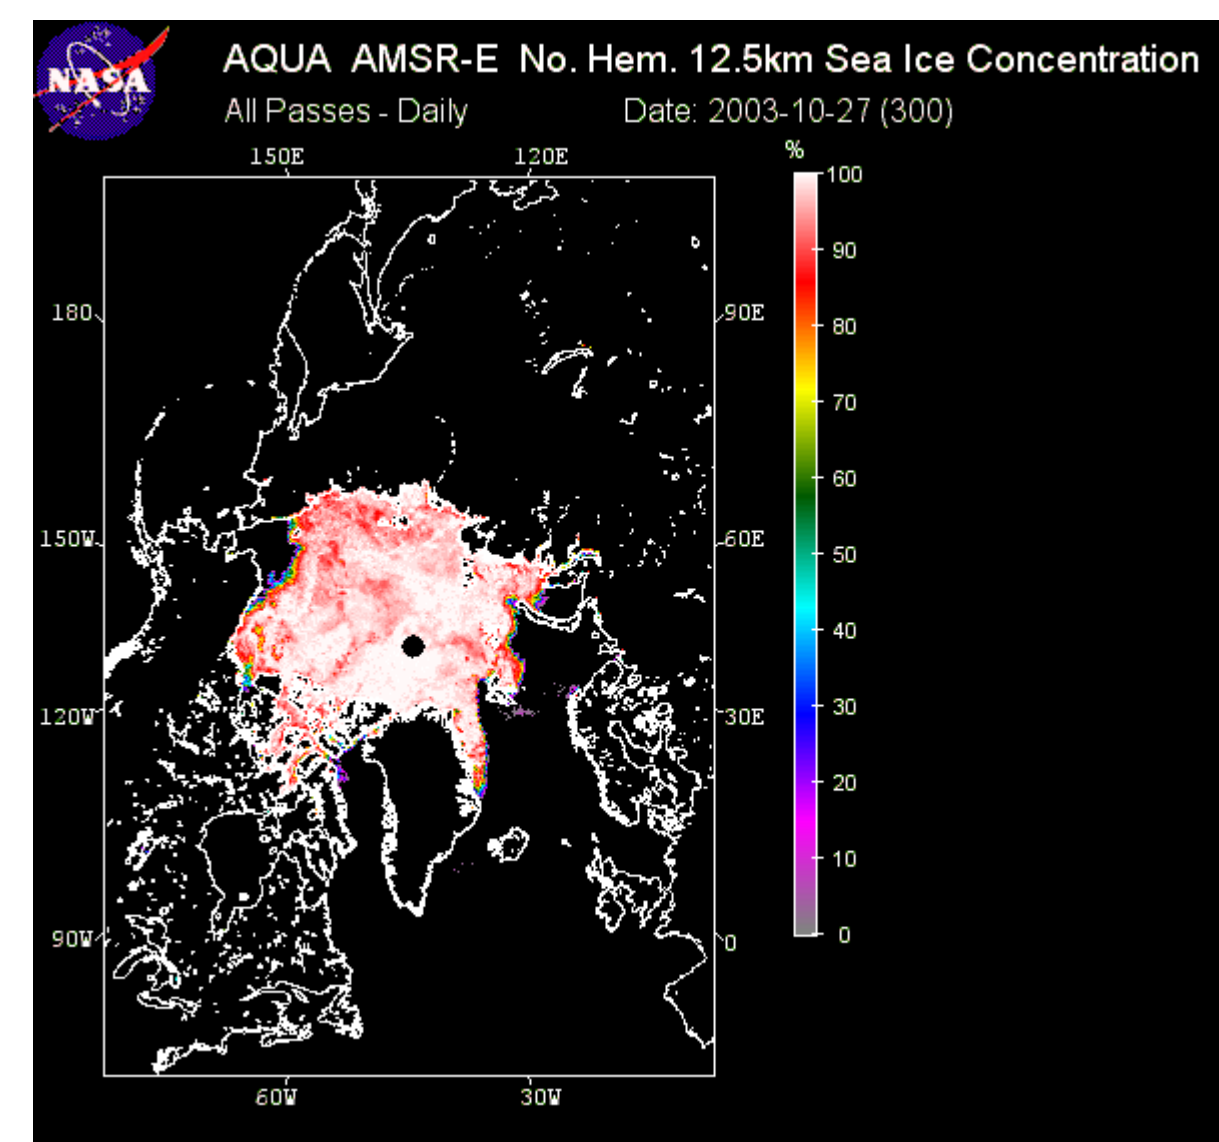 NASA
AQUA AMSR-E No. Hem. 12.5km Sea Ice Concentration
All Passes - Daily Date: 2003-10-27 (300)
150E 120E
%
100
90
80
70
60
50
40
30
20
10
0
180
150W
120W
90W
90E
60E
30E
0
60W 30W